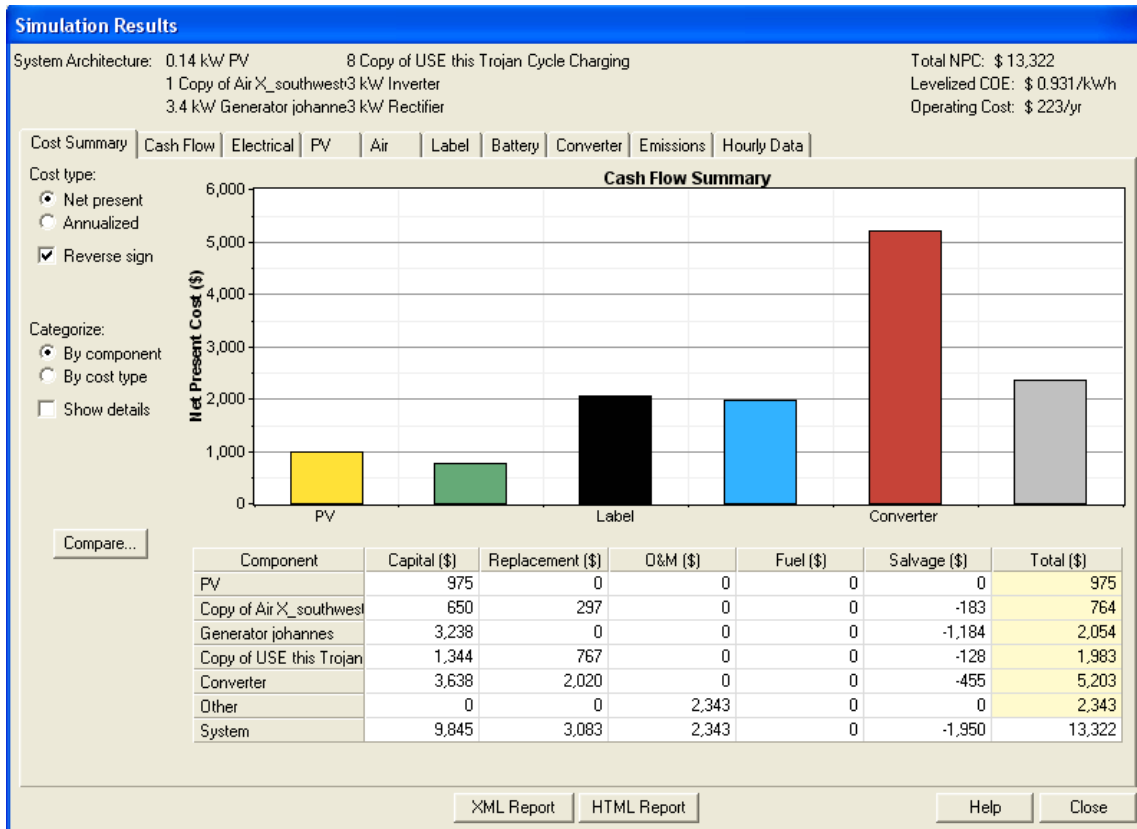 Simulation Results
System Architecture: 0.14 kW PV 8 Copy of USE this Trojan Cycle Charging Total NPC: $ 13,322
1 Copy of Air X_southwest 3 kW Inverter Levelized COE: $ 0.931/kWh
3.4 kW Generator johanne 3 kW Rectifier Operating Cost: $ 223/yr
Cost Summary Cash Flow Electrical PV Air Label Battery Converter Emissions Hourly Data
Cost type:
Net present
Annualized
Reverse sign
Categorize:
By component
By cost type
Show details
Compare...
Cash Flow Summary
Net Present Cost ($)
6,000
5,000
4,000
3,000
2,000
1,000
0
PV Label Converter
Component Capital ($) Replacement ($) O&M ($) Fuel ($) Salvage ($) Total ($)
PV 975 0 0 0 0 975
Copy of Air X_southwest 650 297 0 0 -183 764
Generator johannes 3,238 0 0 0 -1,184 2,054
Copy of USE this Trojan 1,344 767 0 0 -128 1,983
Converter 3,638 2,020 0 0 -455 5,203
Other 0 0 2,343 0 0 2,343
System 9,845 3,083 2,343 0 -1,950 13,322
XML Report HTML Report Help Close